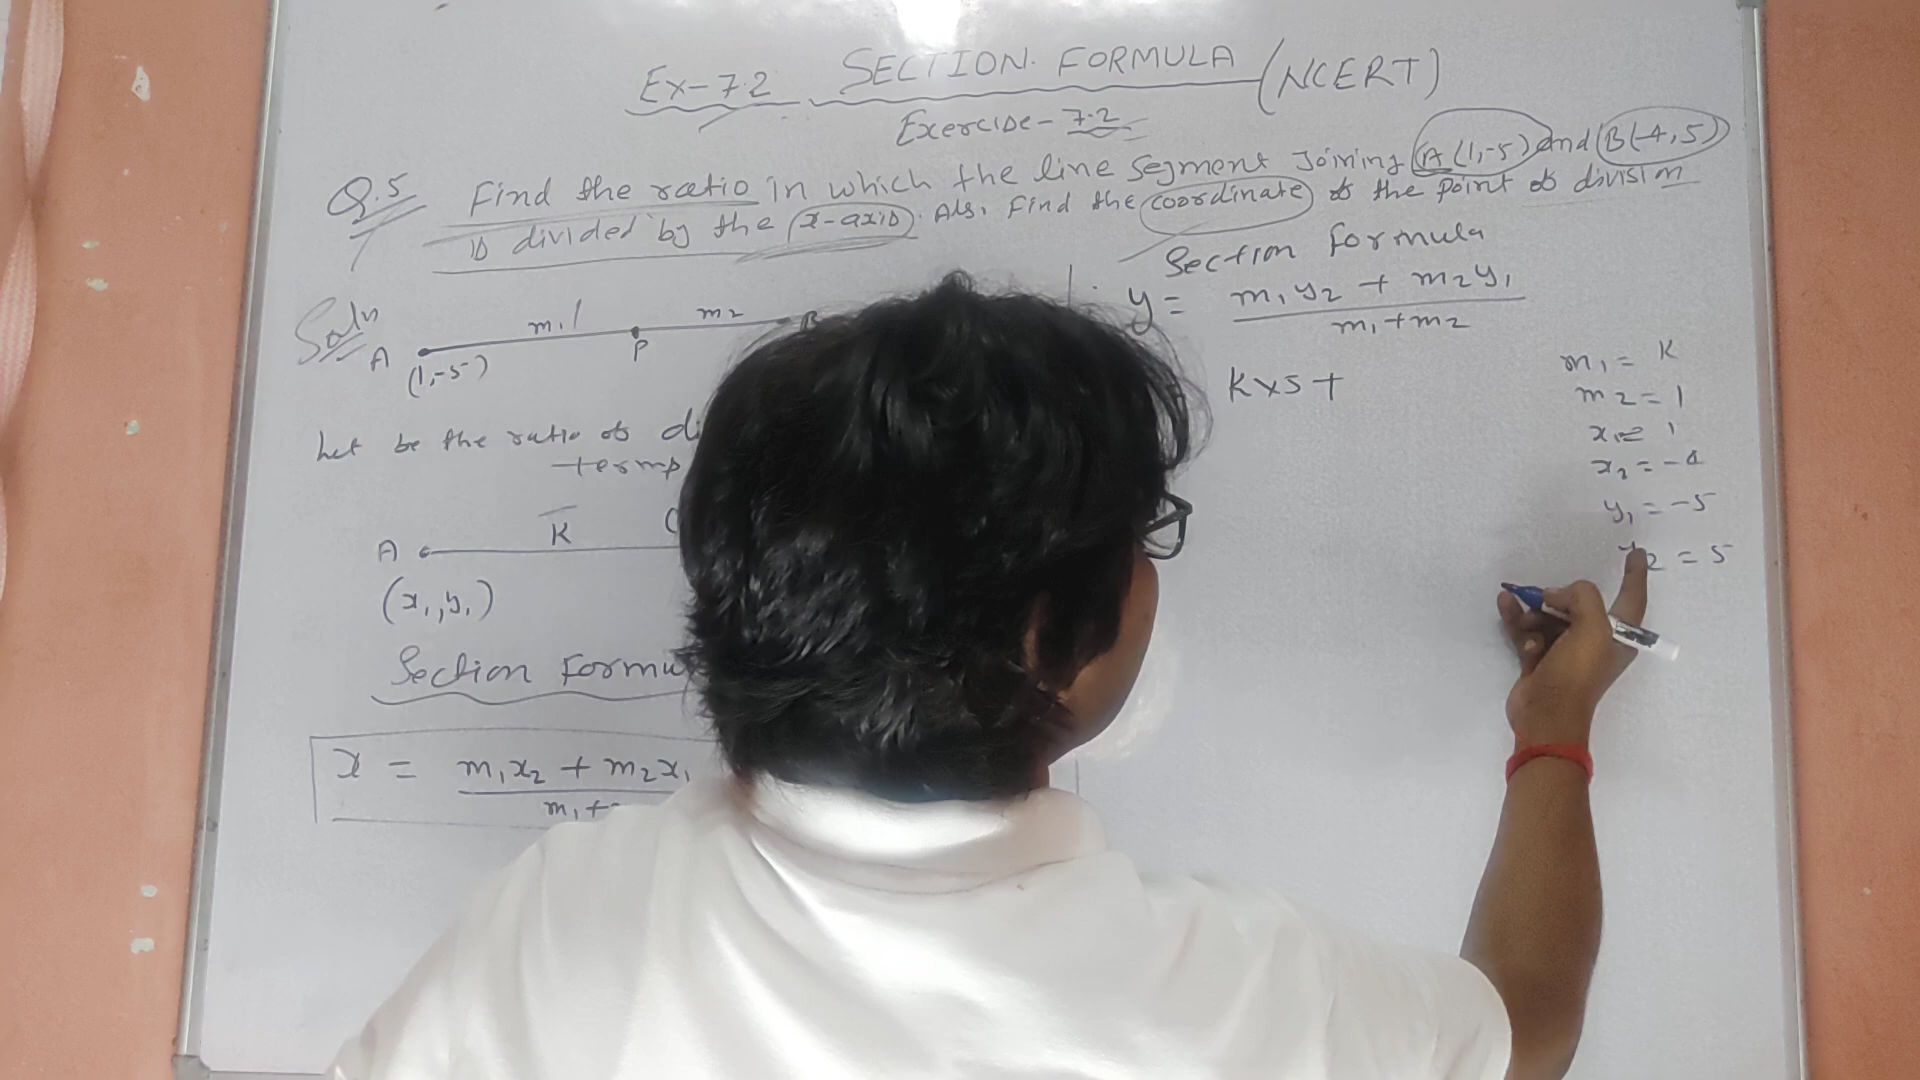 Ex-7.2 SECTION FORMULA (NCERT)
Exercise-7.2
Q.5 Find the ratio in which the line segment Joining A(1,-5) and B(-4,5)
is divided by the x-axis. Also Find the coordinate of the point of division
Soln
A (1,-5) m1 P m2 B
Let be the ratio of
A K
(x1,y1)
Section Formu
x = m1x2 + m2x1
m1+
Section Formula
y = m1y2 + m2y1
m1+m2
K×5+
m1 = K
m2 = 1
x1 = 1
x2 = -4
y1 = -5
y2 = 5